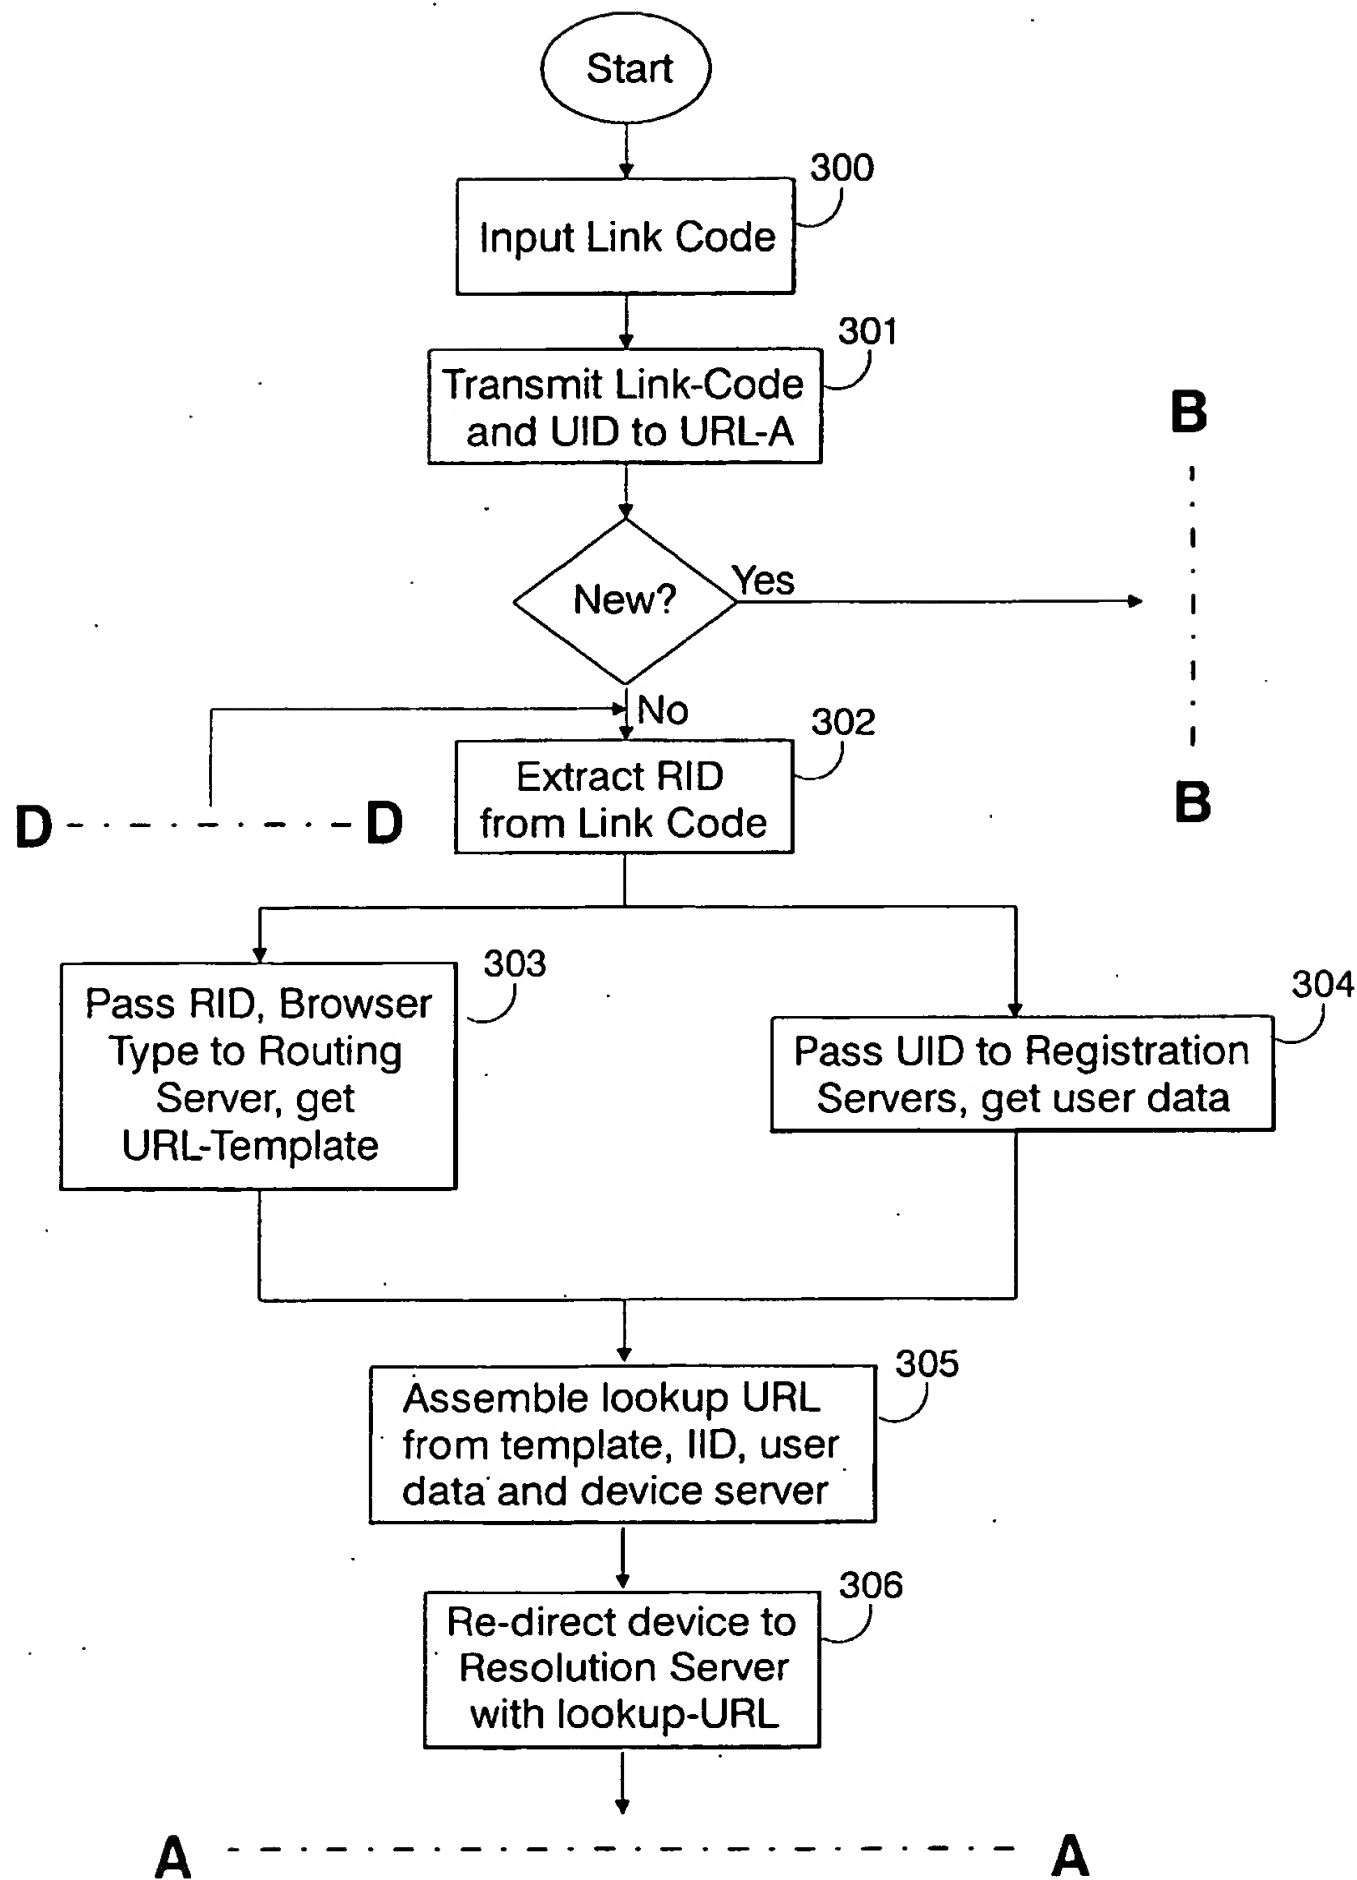 Start
300
Input Link Code
301
Transmit Link-Code
and UID to URL-A
B
New?
Yes
No
302
Extract RID
from Link Code
D
D
B
303
Pass RID, Browser
Type to Routing
Server, get
URL-Template
304
Pass UID to Registration
Servers, get user data
305
Assemble lookup URL
from template, IID, user
data and device server
306
Re-direct device to
Resolution Server
with lookup-URL
A
A